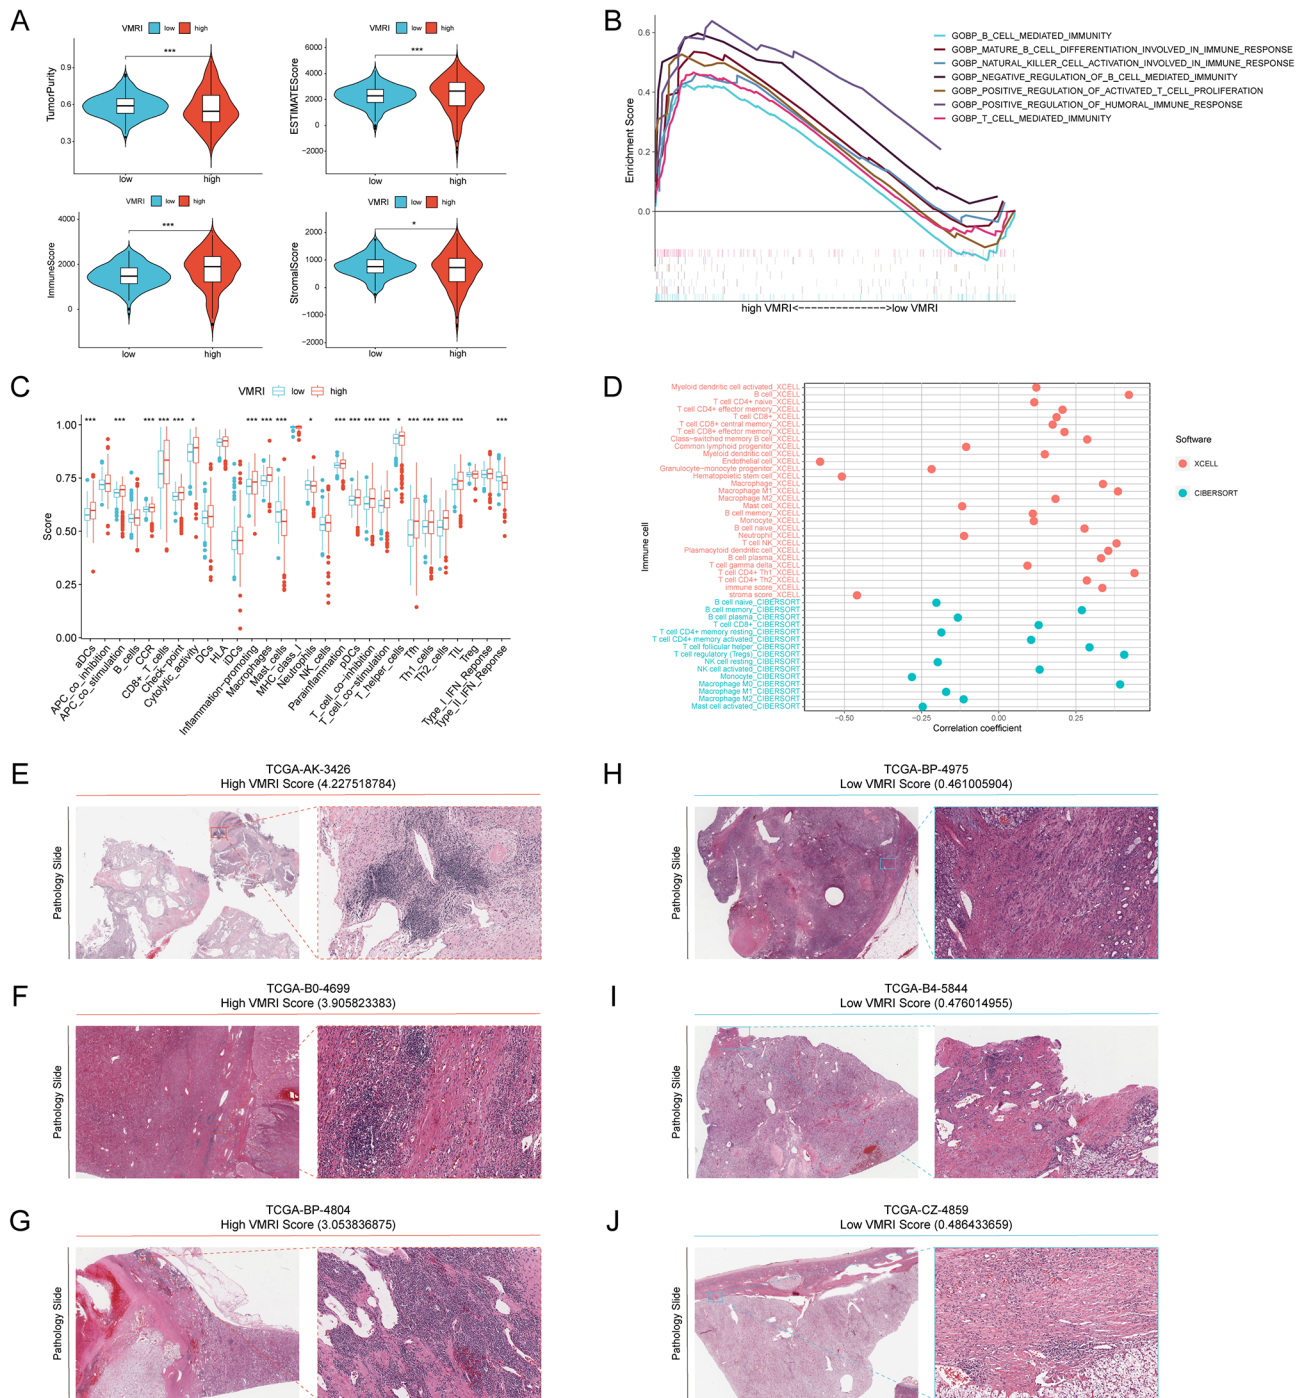 A
VMRI low high
***
TumorPurity
0.9
0.6
0.3
low
high
VMRI low high
***
ESTIMATEScore
6000
4000
2000
0
−2000
low
high
VMRI low high
***
ImmuneScore
4000
2000
0
low
high
VMRI low high
*
StromalScore
2000
1000
0
−1000
−2000
low
high
B
Enrichment Score
0.6
0.4
0.2
0.0
GOBP_B_CELL_MEDIATED_IMMUNITY
GOBP_MATURE_B_CELL_DIFFERENTIATION_INVOLVED_IN_IMMUNE_RESPONSE
GOBP_NATURAL_KILLER_CELL_ACTIVATION_INVOLVED_IN_IMMUNE_RESPONSE
GOBP_NEGATIVE_REGULATION_OF_B_CELL_MEDIATED_IMMUNITY
GOBP_POSITIVE_REGULATION_OF_ACTIVATED_T_CELL_PROLIFERATION
GOBP_POSITIVE_REGULATION_OF_HUMORAL_IMMUNE_RESPONSE
GOBP_T_CELL_MEDIATED_IMMUNITY
high VMRI<--------------->low VMRI
C
VMRI low high
*** *** *** *** *** * *** *** *** * *** *** *** *** * *** *** *** *** ***
Score
1.00
0.75
0.50
0.25
0.00
aDCs
APC_co_inhibition
APC_co_stimulation
B_cells
CCR
CD8+_T_cells
Check-point
Cytolytic_activity
DCs
HLA
iDCs
Inflammation-promoting
Macrophages
Mast_cells
MHC_class_I
Neutrophils
NK_cells
Parainflammation
pDCs
T_cell_co-inhibition
T_cell_co-stimulation
T_helper_cells
Tfh
Th1_cells
Th2_cells
TIL
Treg
Type_I_IFN_Reponse
Type_II_IFN_Reponse
D
Immune cell
Myeloid dendritic cell activated_XCELL
B cell_XCELL
T cell CD4+ naive_XCELL
T cell CD4+ effector memory_XCELL
T cell CD8+_XCELL
T cell CD8+ central memory_XCELL
T cell CD8+ effector memory_XCELL
Class−switched memory B cell_XCELL
Common lymphoid progenitor_XCELL
Myeloid dendritic cell_XCELL
Endothelial cell_XCELL
Granulocyte−monocyte progenitor_XCELL
Hematopoietic stem cell_XCELL
Macrophage_XCELL
Macrophage M1_XCELL
Macrophage M2_XCELL
Mast cell_XCELL
B cell memory_XCELL
Monocyte_XCELL
B cell naive_XCELL
Neutrophil_XCELL
T cell NK_XCELL
Plasmacytoid dendritic cell_XCELL
B cell plasma_XCELL
T cell gamma delta_XCELL
T cell CD4+ Th1_XCELL
T cell CD4+ Th2_XCELL
immune score_XCELL
stroma score_XCELL
B cell naive_CIBERSORT
B cell memory_CIBERSORT
B cell plasma_CIBERSORT
T cell CD8+_CIBERSORT
T cell CD4+ memory resting_CIBERSORT
T cell CD4+ memory activated_CIBERSORT
T cell follicular helper_CIBERSORT
T cell regulatory (Tregs)_CIBERSORT
NK cell resting_CIBERSORT
NK cell activated_CIBERSORT
Monocyte_CIBERSORT
Macrophage M0_CIBERSORT
Macrophage M1_CIBERSORT
Macrophage M2_CIBERSORT
Mast cell activated_CIBERSORT
−0.50
−0.25
0.00
0.25
Correlation coefficient
Software
XCELL
CIBERSORT
E
TCGA-AK-3426
High VMRI Score (4.227518784)
Pathology Slide
H
TCGA-BP-4975
Low VMRI Score (0.461005904)
Pathology Slide
F
TCGA-B0-4699
High VMRI Score (3.905823383)
Pathology Slide
I
TCGA-B4-5844
Low VMRI Score (0.476014955)
Pathology Slide
G
TCGA-BP-4804
High VMRI Score (3.053836875)
Pathology Slide
J
TCGA-CZ-4859
Low VMRI Score (0.486433659)
Pathology Slide